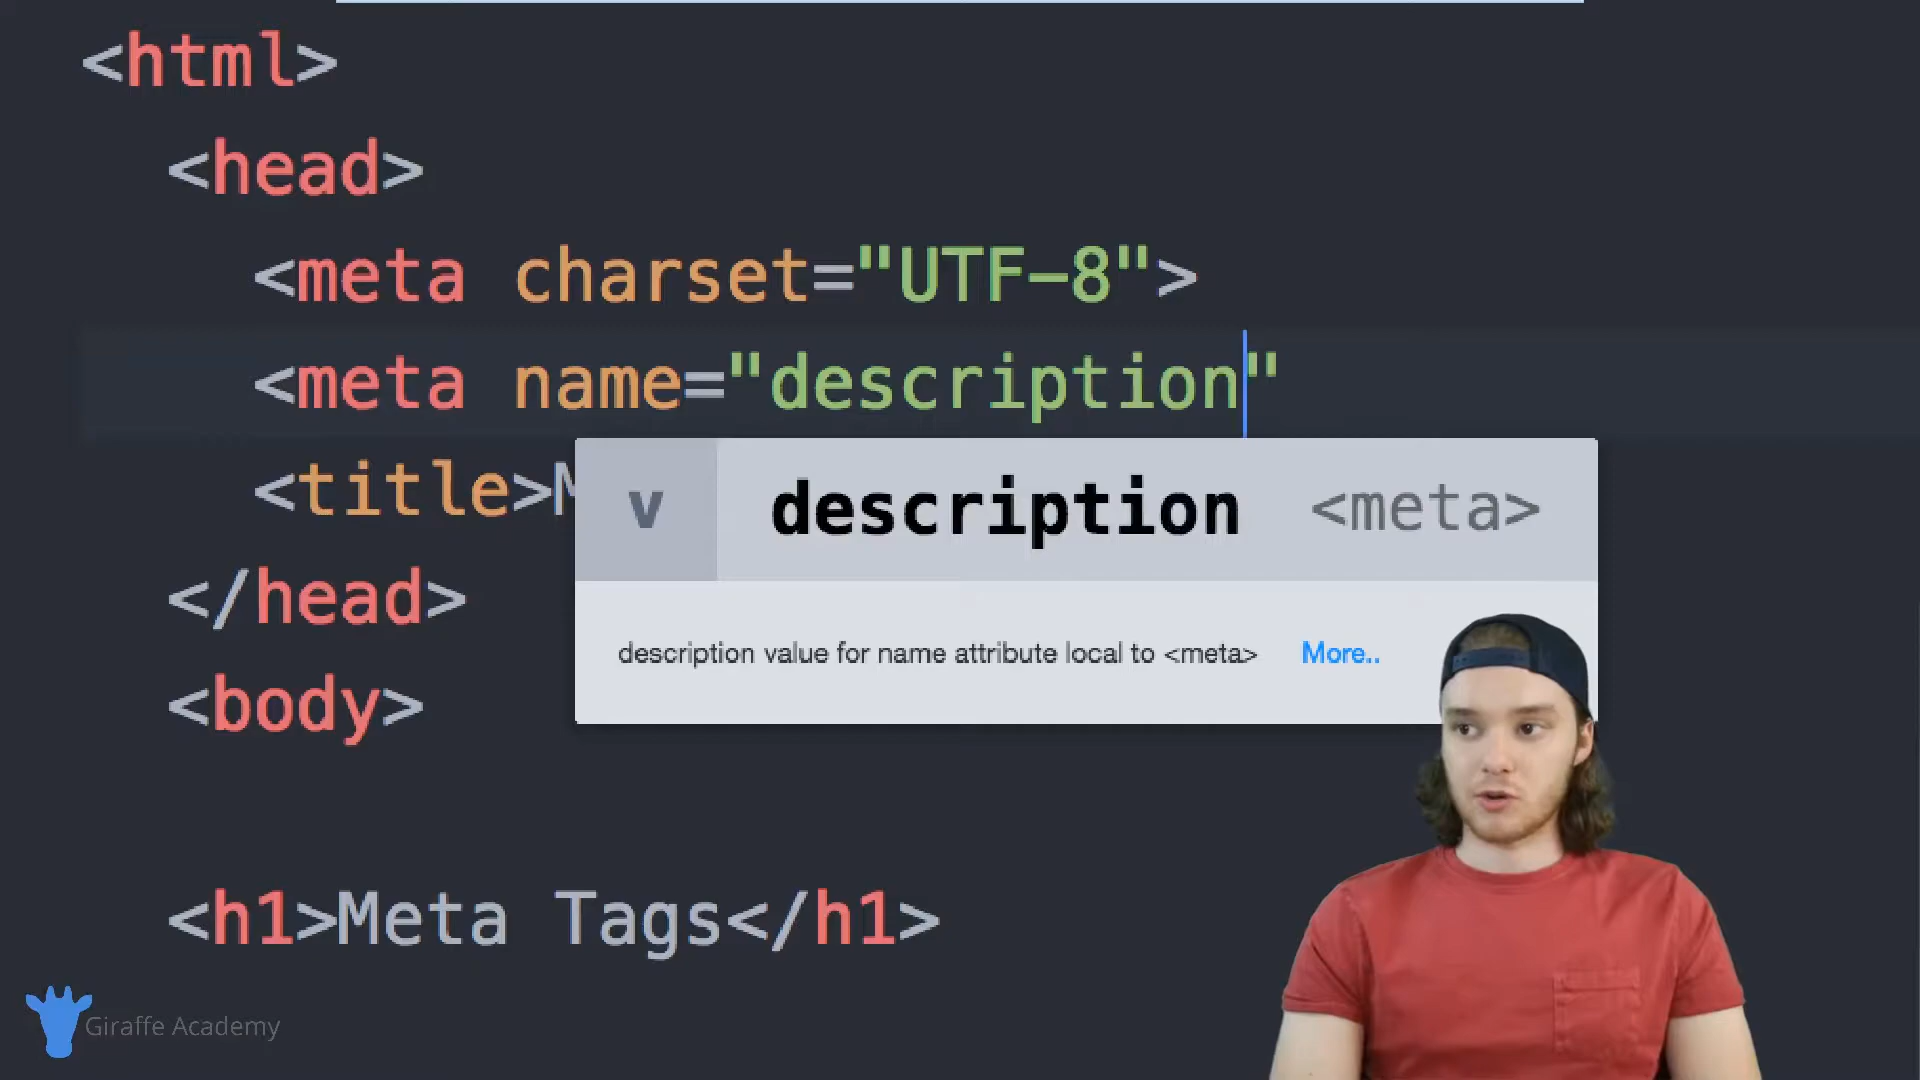 <html>
<head>
<meta charset="UTF-8">
<meta name="description"
<title>
v description <meta>
description value for name attribute local to <meta> More..
</head>
<body>
<h1>Meta Tags</h1>
Giraffe Academy